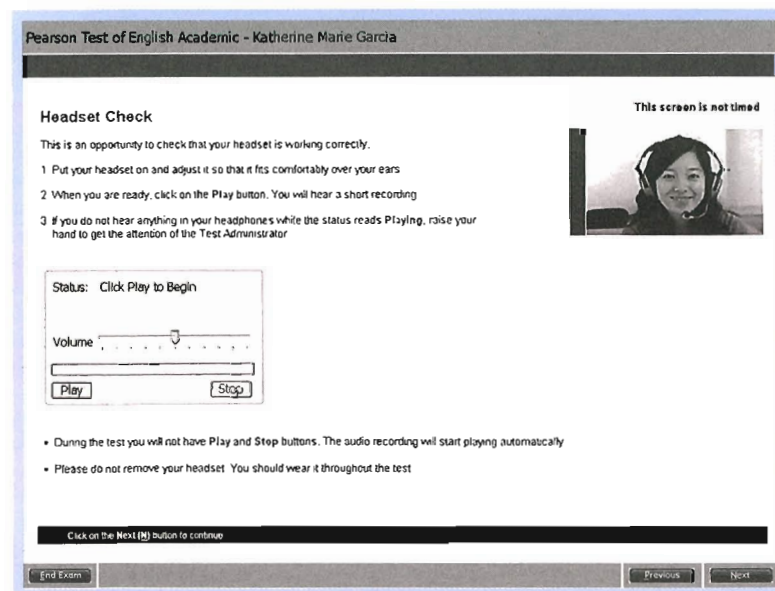 Pearson Test of English Academic - Katherine Marie Garcia
This screen is not timed
Headset Check
This is an opportunity to check that your headset is working correctly.
1 Put your headset on and adjust it so that it fits comfortably over your ears
2 When you are ready, click on the Play button. You will hear a short recording
3 If you do not hear anything in your headphones while the status reads Playing, raise your
hand to get the attention of the Test Administrator
Status: Click Play to Begin
Volume
Play Stop
• During the test you will not have Play and Stop buttons. The audio recording will start playing automatically
• Please do not remove your headset You should wear it throughout the test
Click on the Next (N) button to continue
End Exam Previous Next